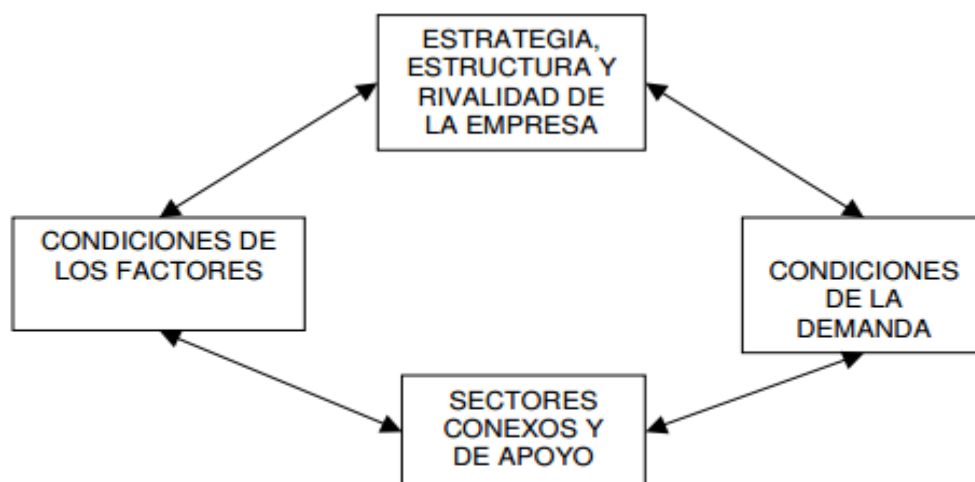 ESTRATEGIA,
ESTRUCTURA Y
RIVALIDAD DE
LA EMPRESA
CONDICIONES DE
LOS FACTORES
CONDICIONES
DE LA
DEMANDA
SECTORES
CONEXOS Y
DE APOYO